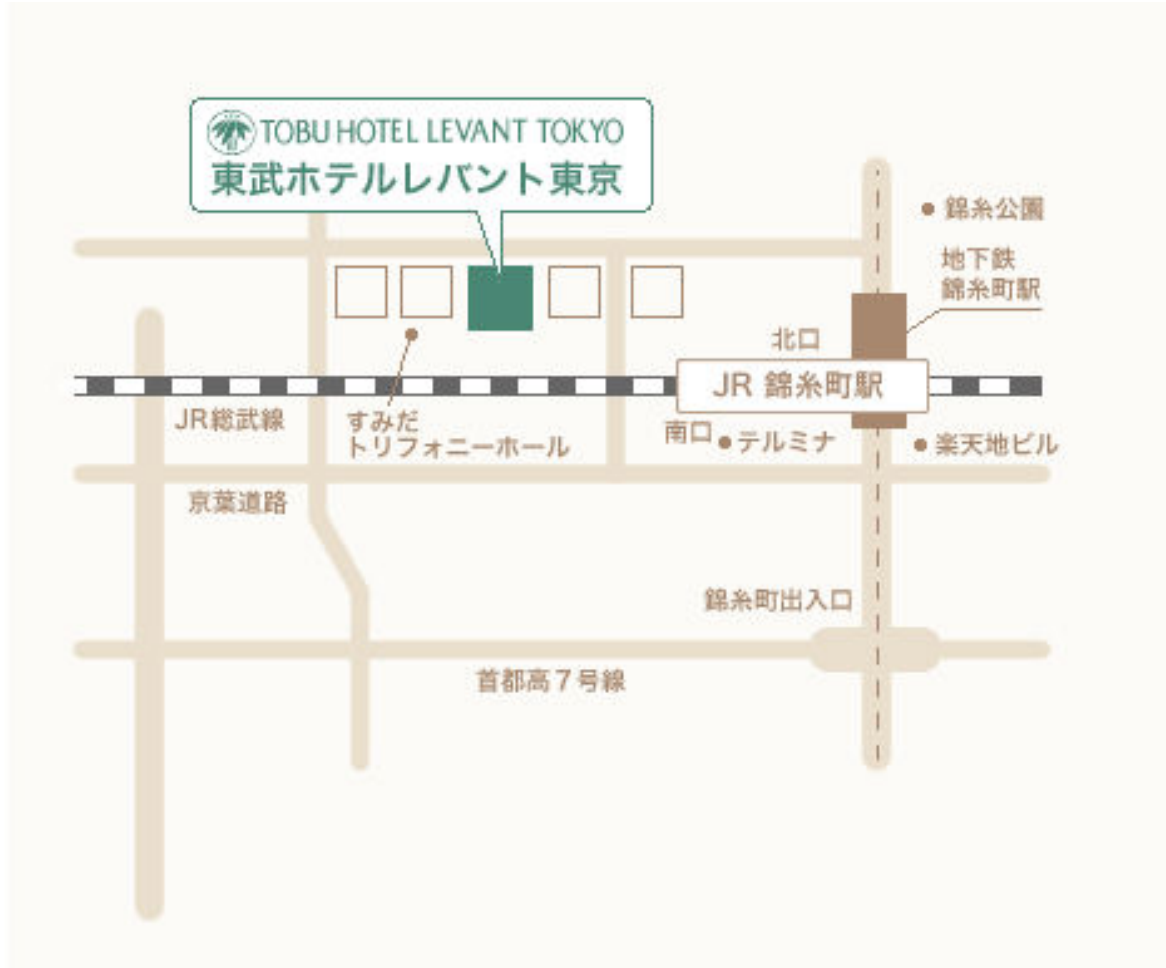 TOBU HOTEL LEVANT TOKYO
東武ホテルレバント東京
錦糸公園
地下鉄
錦糸町駅
北口
JR 錦糸町駅
JR総武線
すみだ
トリフォニーホール
南口
テルミナ
楽天地ビル
京葉道路
錦糸町出入口
首都高7号線